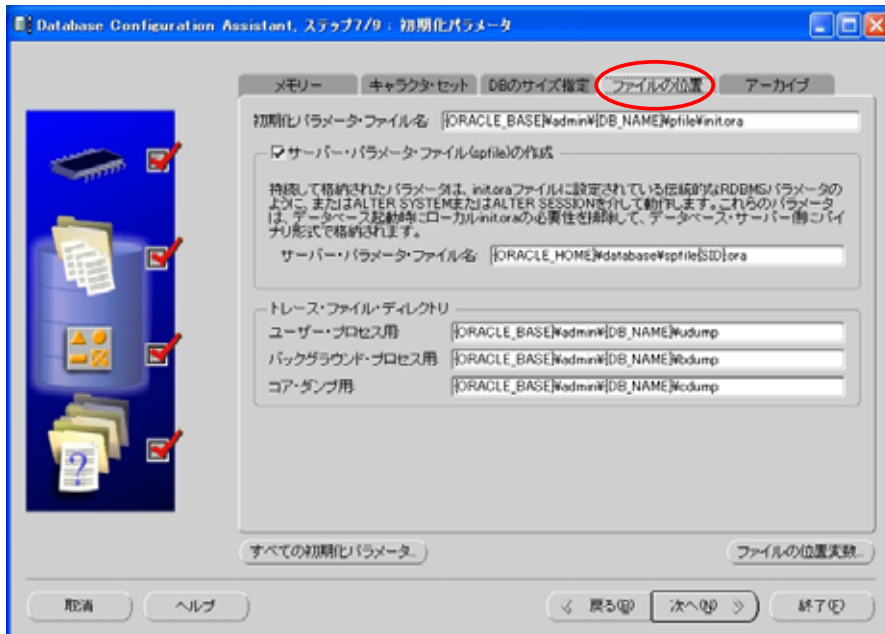 Database Configuration Assistant, ステップ7/9 : 初期化パラメータ
メモリー
キャラクタ・セット
DBのサイズ指定
ファイルの位置
アーカイブ
初期化パラメータ・ファイル名: {ORACLE_BASE}¥admin¥{DB_NAME}¥pfile¥init.ora
サーバー・パラメータ・ファイル(spfile)の作成
持続して格納されたパラメータは、init.oraファイルに設定されている伝統的なRDBMSパラメータの
ように、またはALTER SYSTEMまたはALTER SESSIONを介して動作します。これらのパラメータ
は、データベース起動時にローカルinit.oraの必要性を排除して、データベース・サーバー側にバイ
ナリ形式で格納されます。
サーバー・パラメータ・ファイル名: {ORACLE_HOME}¥database¥spfile{SID}.ora
トレース・ファイル・ディレクトリ
ユーザー・プロセス用: {ORACLE_BASE}¥admin¥{DB_NAME}¥udump
バックグラウンド・プロセス用: {ORACLE_BASE}¥admin¥{DB_NAME}¥bdump
コア・ダンプ用: {ORACLE_BASE}¥admin¥{DB_NAME}¥cdump
?
すべての初期化パラメータ...
ファイルの位置変数...
取消
ヘルプ
戻る(B)
次へ(N)
終了(F)